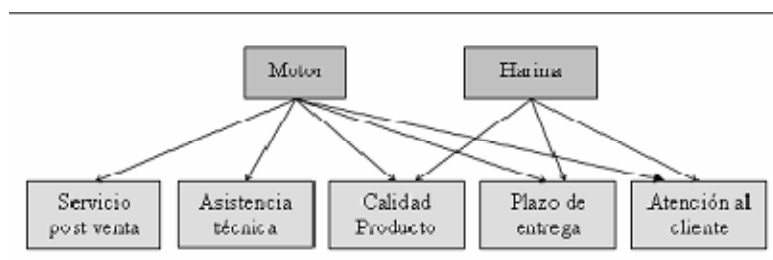 Motor
Harina
Servicio
post venta
Asistencia
técnica
Calidad
Producto
Plazo de
entrega
Atención al
cliente